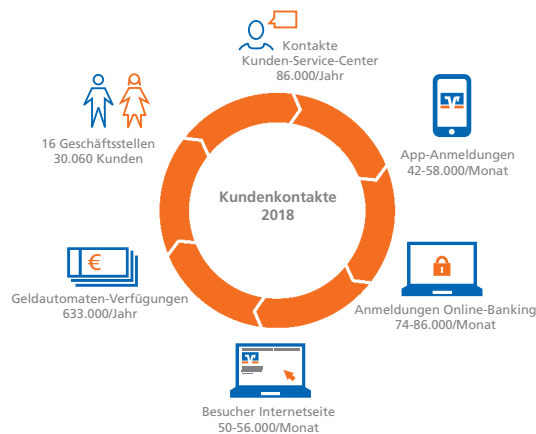 Kontakte
Kunden-Service-Center
86.000/Jahr
16 Geschäftsstellen
30.060 Kunden
App-Anmeldungen
42-58.000/Monat
Kundenkontakte
2018
€
Geldautomaten-Verfügungen
633.000/Jahr
Anmeldungen Online-Banking
74-86.000/Monat
Besucher Internetseite
50-56.000/Monat